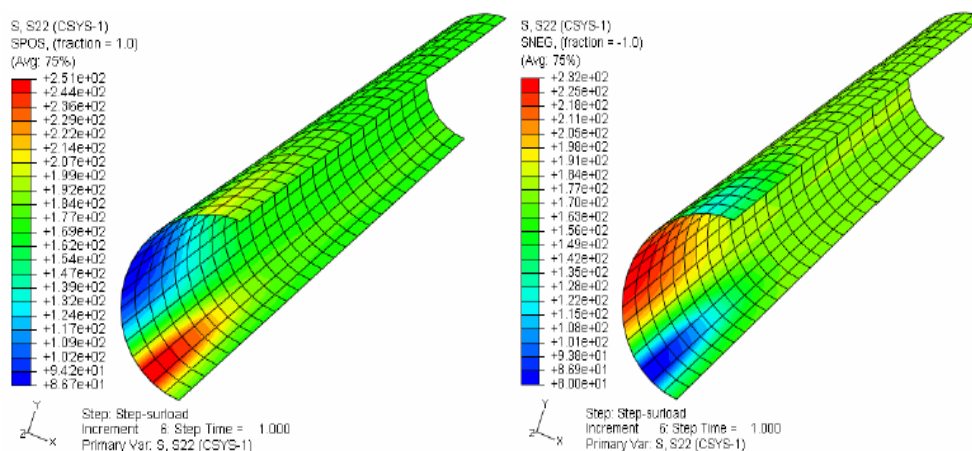 S, S22 (CSYS-1)
SPOS, (fraction = 1.0)
(Avg: 75%)
+2.51e+02
+2.44e+02
+2.36e+02
+2.29e+02
+2.22e+02
+2.14e+02
+2.07e+02
+1.99e+02
+1.92e+02
+1.84e+02
+1.77e+02
+1.69e+02
+1.62e+02
+1.54e+02
+1.47e+02
+1.39e+02
+1.32e+02
+1.24e+02
+1.17e+02
+1.09e+02
+1.02e+02
+9.42e+01
+8.67e+01
Y
Z
X
Step: Step-surload
Increment 6: Step Time = 1.000
Primary Var: S, S22 (CSYS-1)
S, S22 (CSYS-1)
SNEG, (fraction = -1.0)
(Avg: 75%)
+2.32e+02
+2.25e+02
+2.18e+02
+2.11e+02
+2.05e+02
+1.98e+02
+1.91e+02
+1.84e+02
+1.77e+02
+1.70e+02
+1.63e+02
+1.56e+02
+1.49e+02
+1.42e+02
+1.35e+02
+1.28e+02
+1.22e+02
+1.15e+02
+1.08e+02
+1.01e+02
+9.38e+01
+8.69e+01
+8.00e+01
Y
Z
X
Step: Step-surload
Increment 6: Step Time = 1.000
Primary Var: S, S22 (CSYS-1)